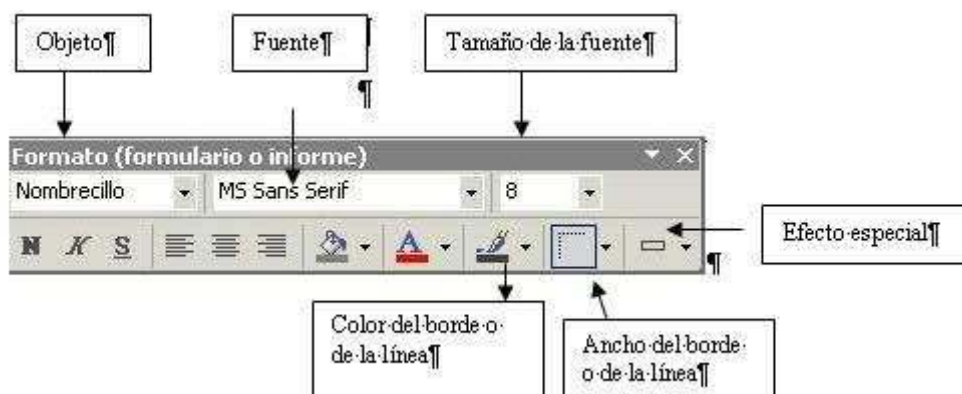 Objeto¶
Fuente¶
Tamaño·de·la·fuente¶
¶
Formato (formulario o informe)
Nombrecillo
MS Sans Serif
8
N K S
A
Efecto·especial¶
¶
Color·del·borde·o·
de·la·línea¶
Ancho·del·borde·
o·de·la·línea¶